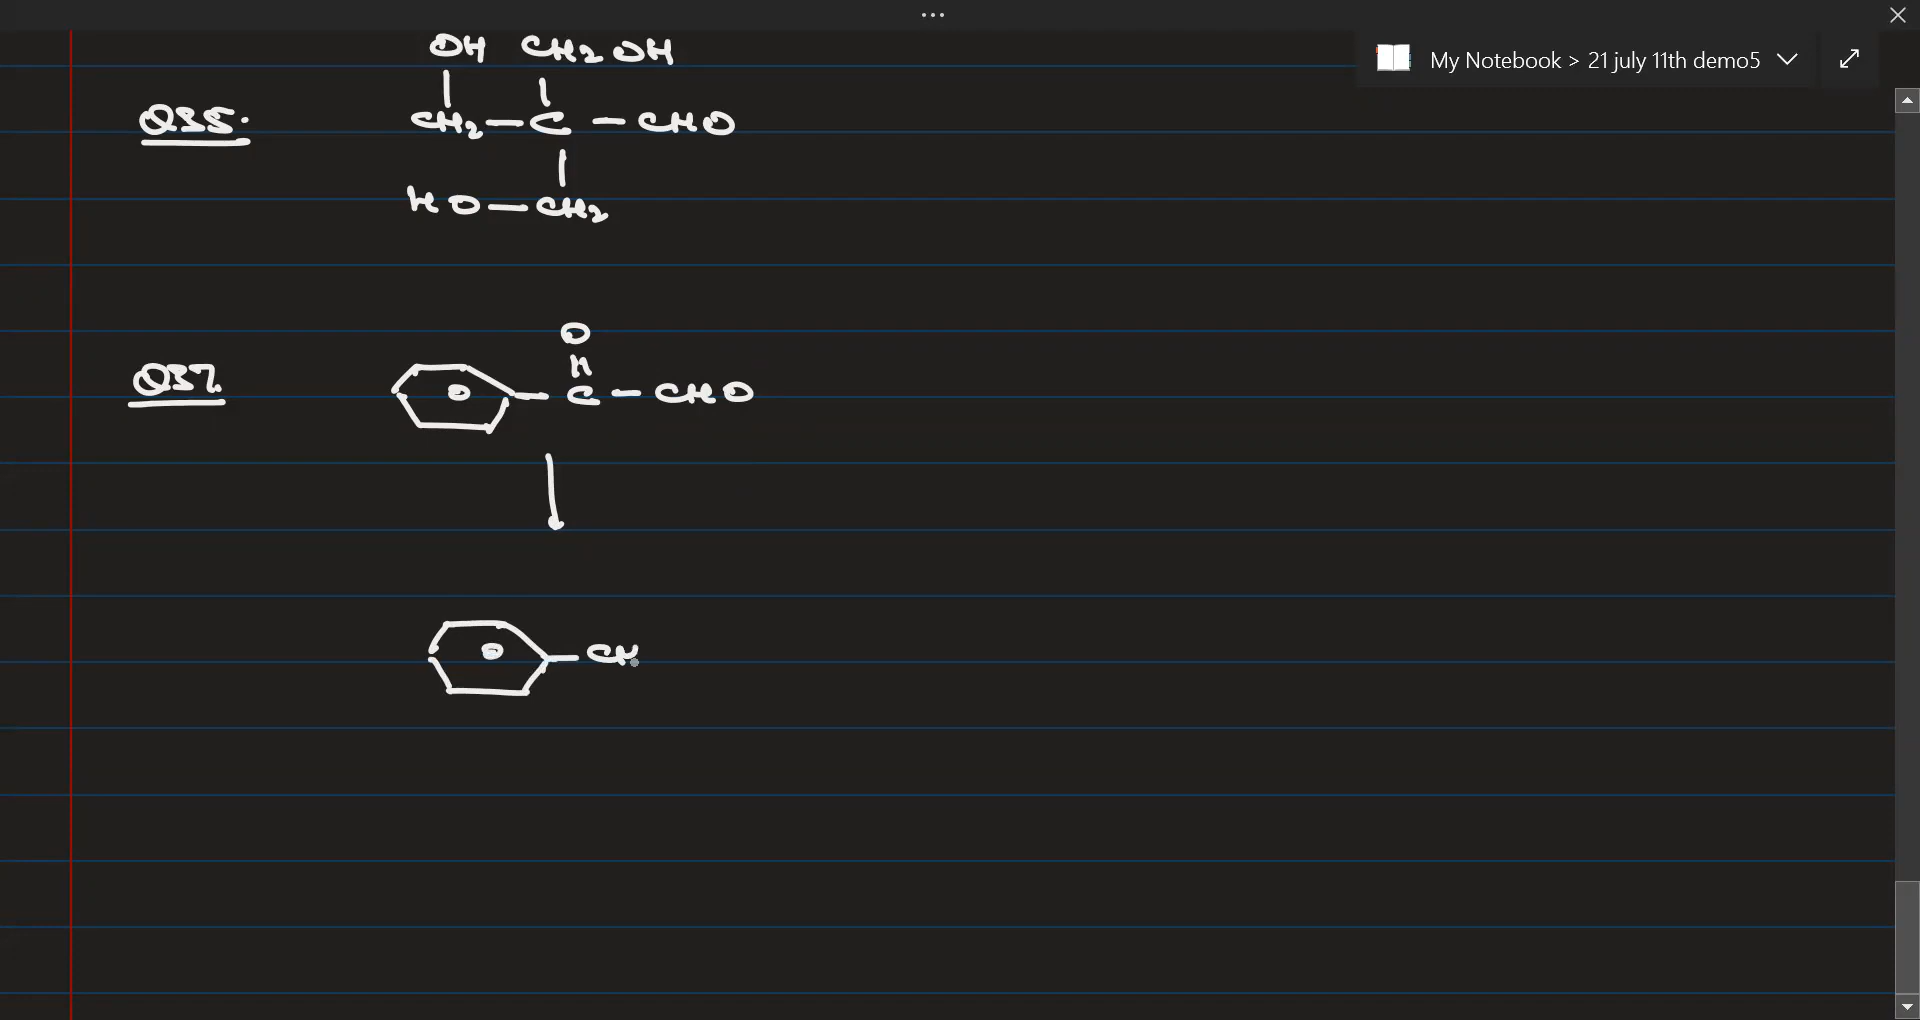 OH CH2OH
My Notebook > 21 july 11th demo5
Q35. CH2-C-CHO
HO-CH2
O
Q37. C-CHO
CH